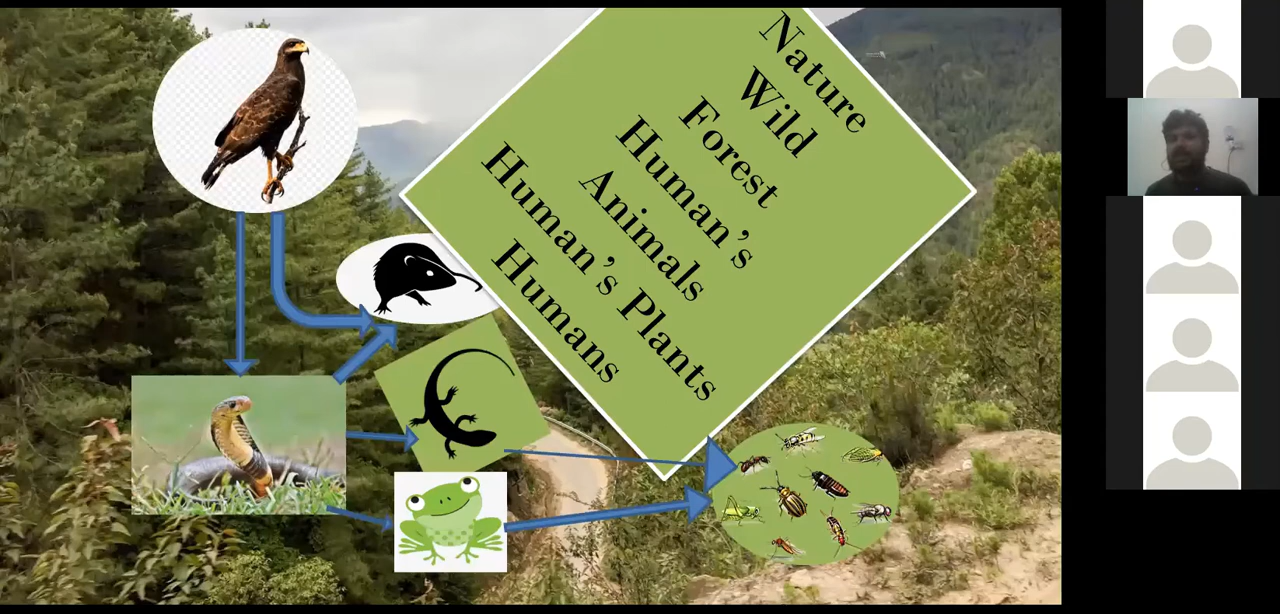 Nature
Wild
Forest
Human's
Animals
Human's Plants
Humans